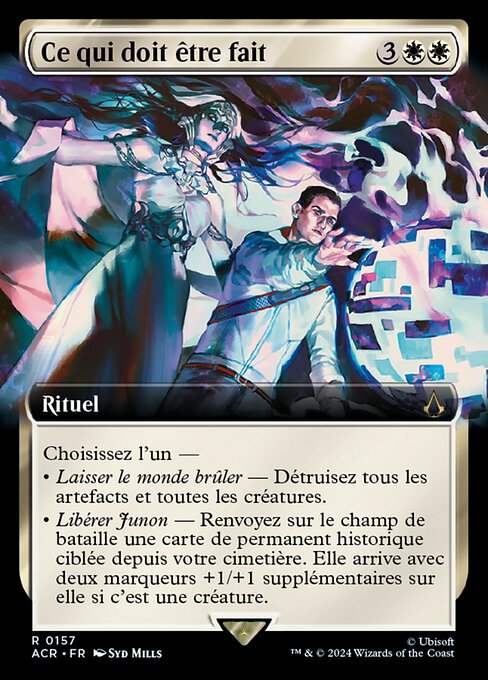 Ce qui doit être fait 3
Rituel
Choisissez l'un —
• Laisser le monde brûler — Détruisez tous les
artefacts et toutes les créatures.
• Libérer Junon — Renvoyez sur le champ de
bataille une carte de permanent historique
ciblée depuis votre cimetière. Elle arrive avec
deux marqueurs +1/+1 supplémentaires sur
elle si c'est une créature.
R 0157
ACR • FR Syd Mills
© Ubisoft
™ & © 2024 Wizards of the Coast